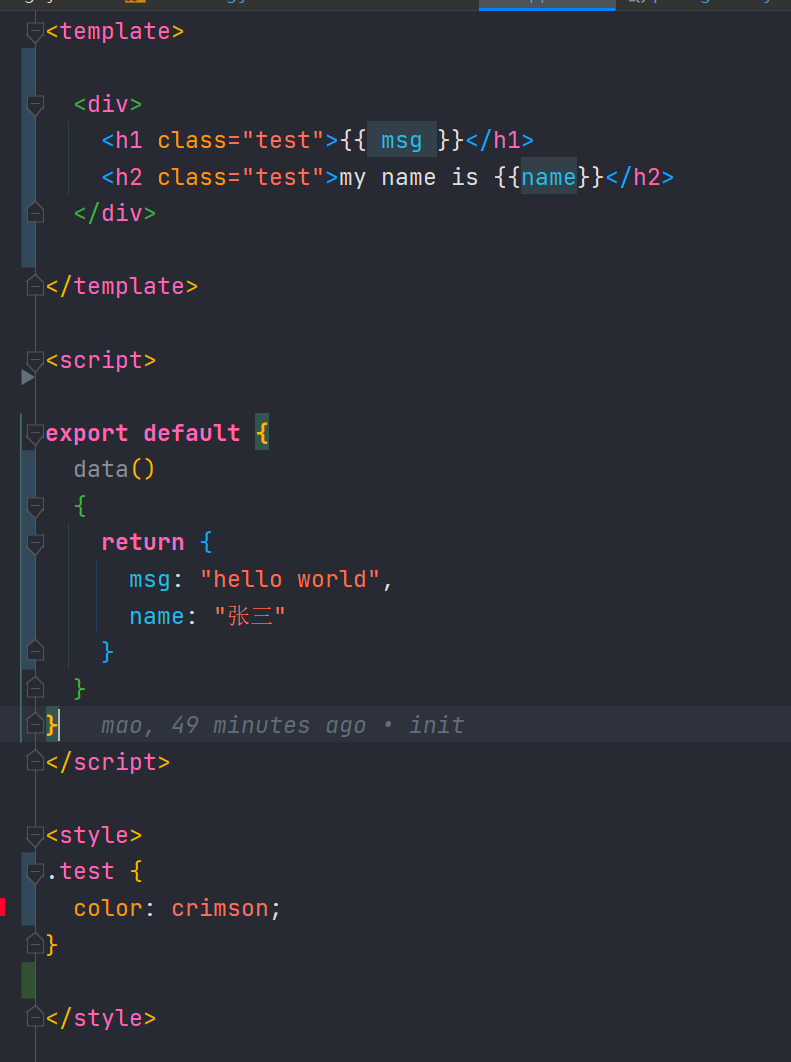 <template>
<div>
<h1 class="test">{{ msg }}</h1>
<h2 class="test">my name is {{name}}</h2>
</div>
</template>
<script>
export default {
data()
{
return {
msg: "hello world",
name: "张三"
}
}
} mao, 49 minutes ago • init
</script>
<style>
.test {
color: crimson;
}
</style>